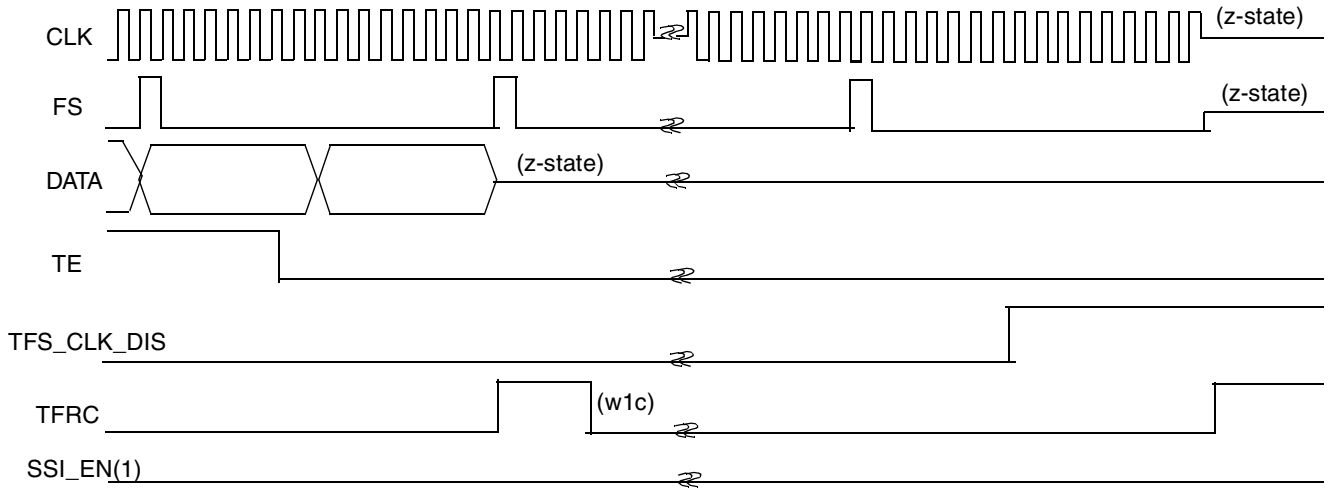 CLK
(z-state)
FS
(z-state)
DATA
(z-state)
TE
TFS_CLK_DIS
TFRC
(w1c)
SSI_EN(1)